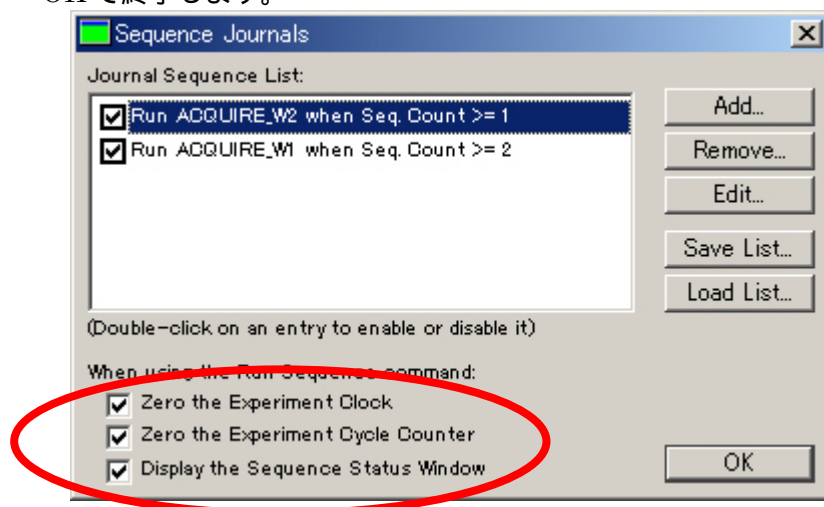 OKで終了します。
Sequence Journals
Journal Sequence List:
Run ACQUIRE_W2 when Seq. Count >= 1
Run ACQUIRE_W1 when Seq. Count >= 2
Add...
Remove...
Edit...
Save List...
Load List...
(Double-click on an entry to enable or disable it)
When using the Run Sequence command:
Zero the Experiment Clock
Zero the Experiment Cycle Counter
Display the Sequence Status Window
OK